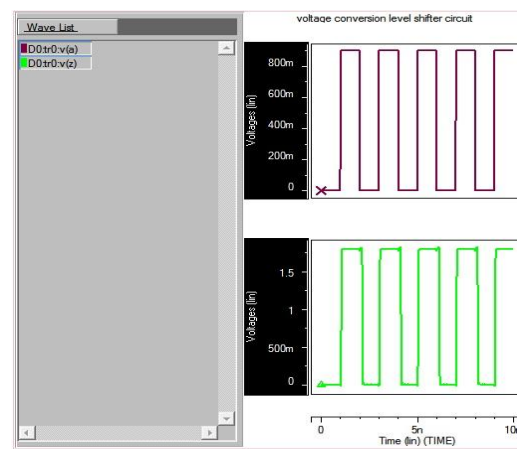 voltage conversion level shifter circuit
Wave List
D0:tr0:v(a)
D0:tr0:v(z)
Voltages (lin)
800m
600m
400m
200m
0
Voltages (lin)
1.5
1
500m
0
0 5n 10n
Time (lin) (TIME)